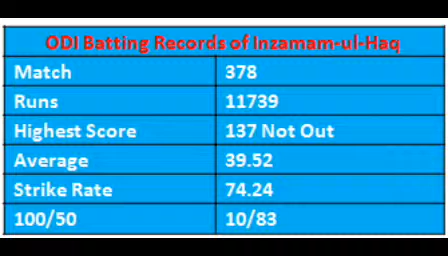 ODI Batting Records of Inzamam-ul-Haq
Match 378
Runs 11739
Highest Score 137 Not Out
Average 39.52
Strike Rate 74.24
100/50 10/83